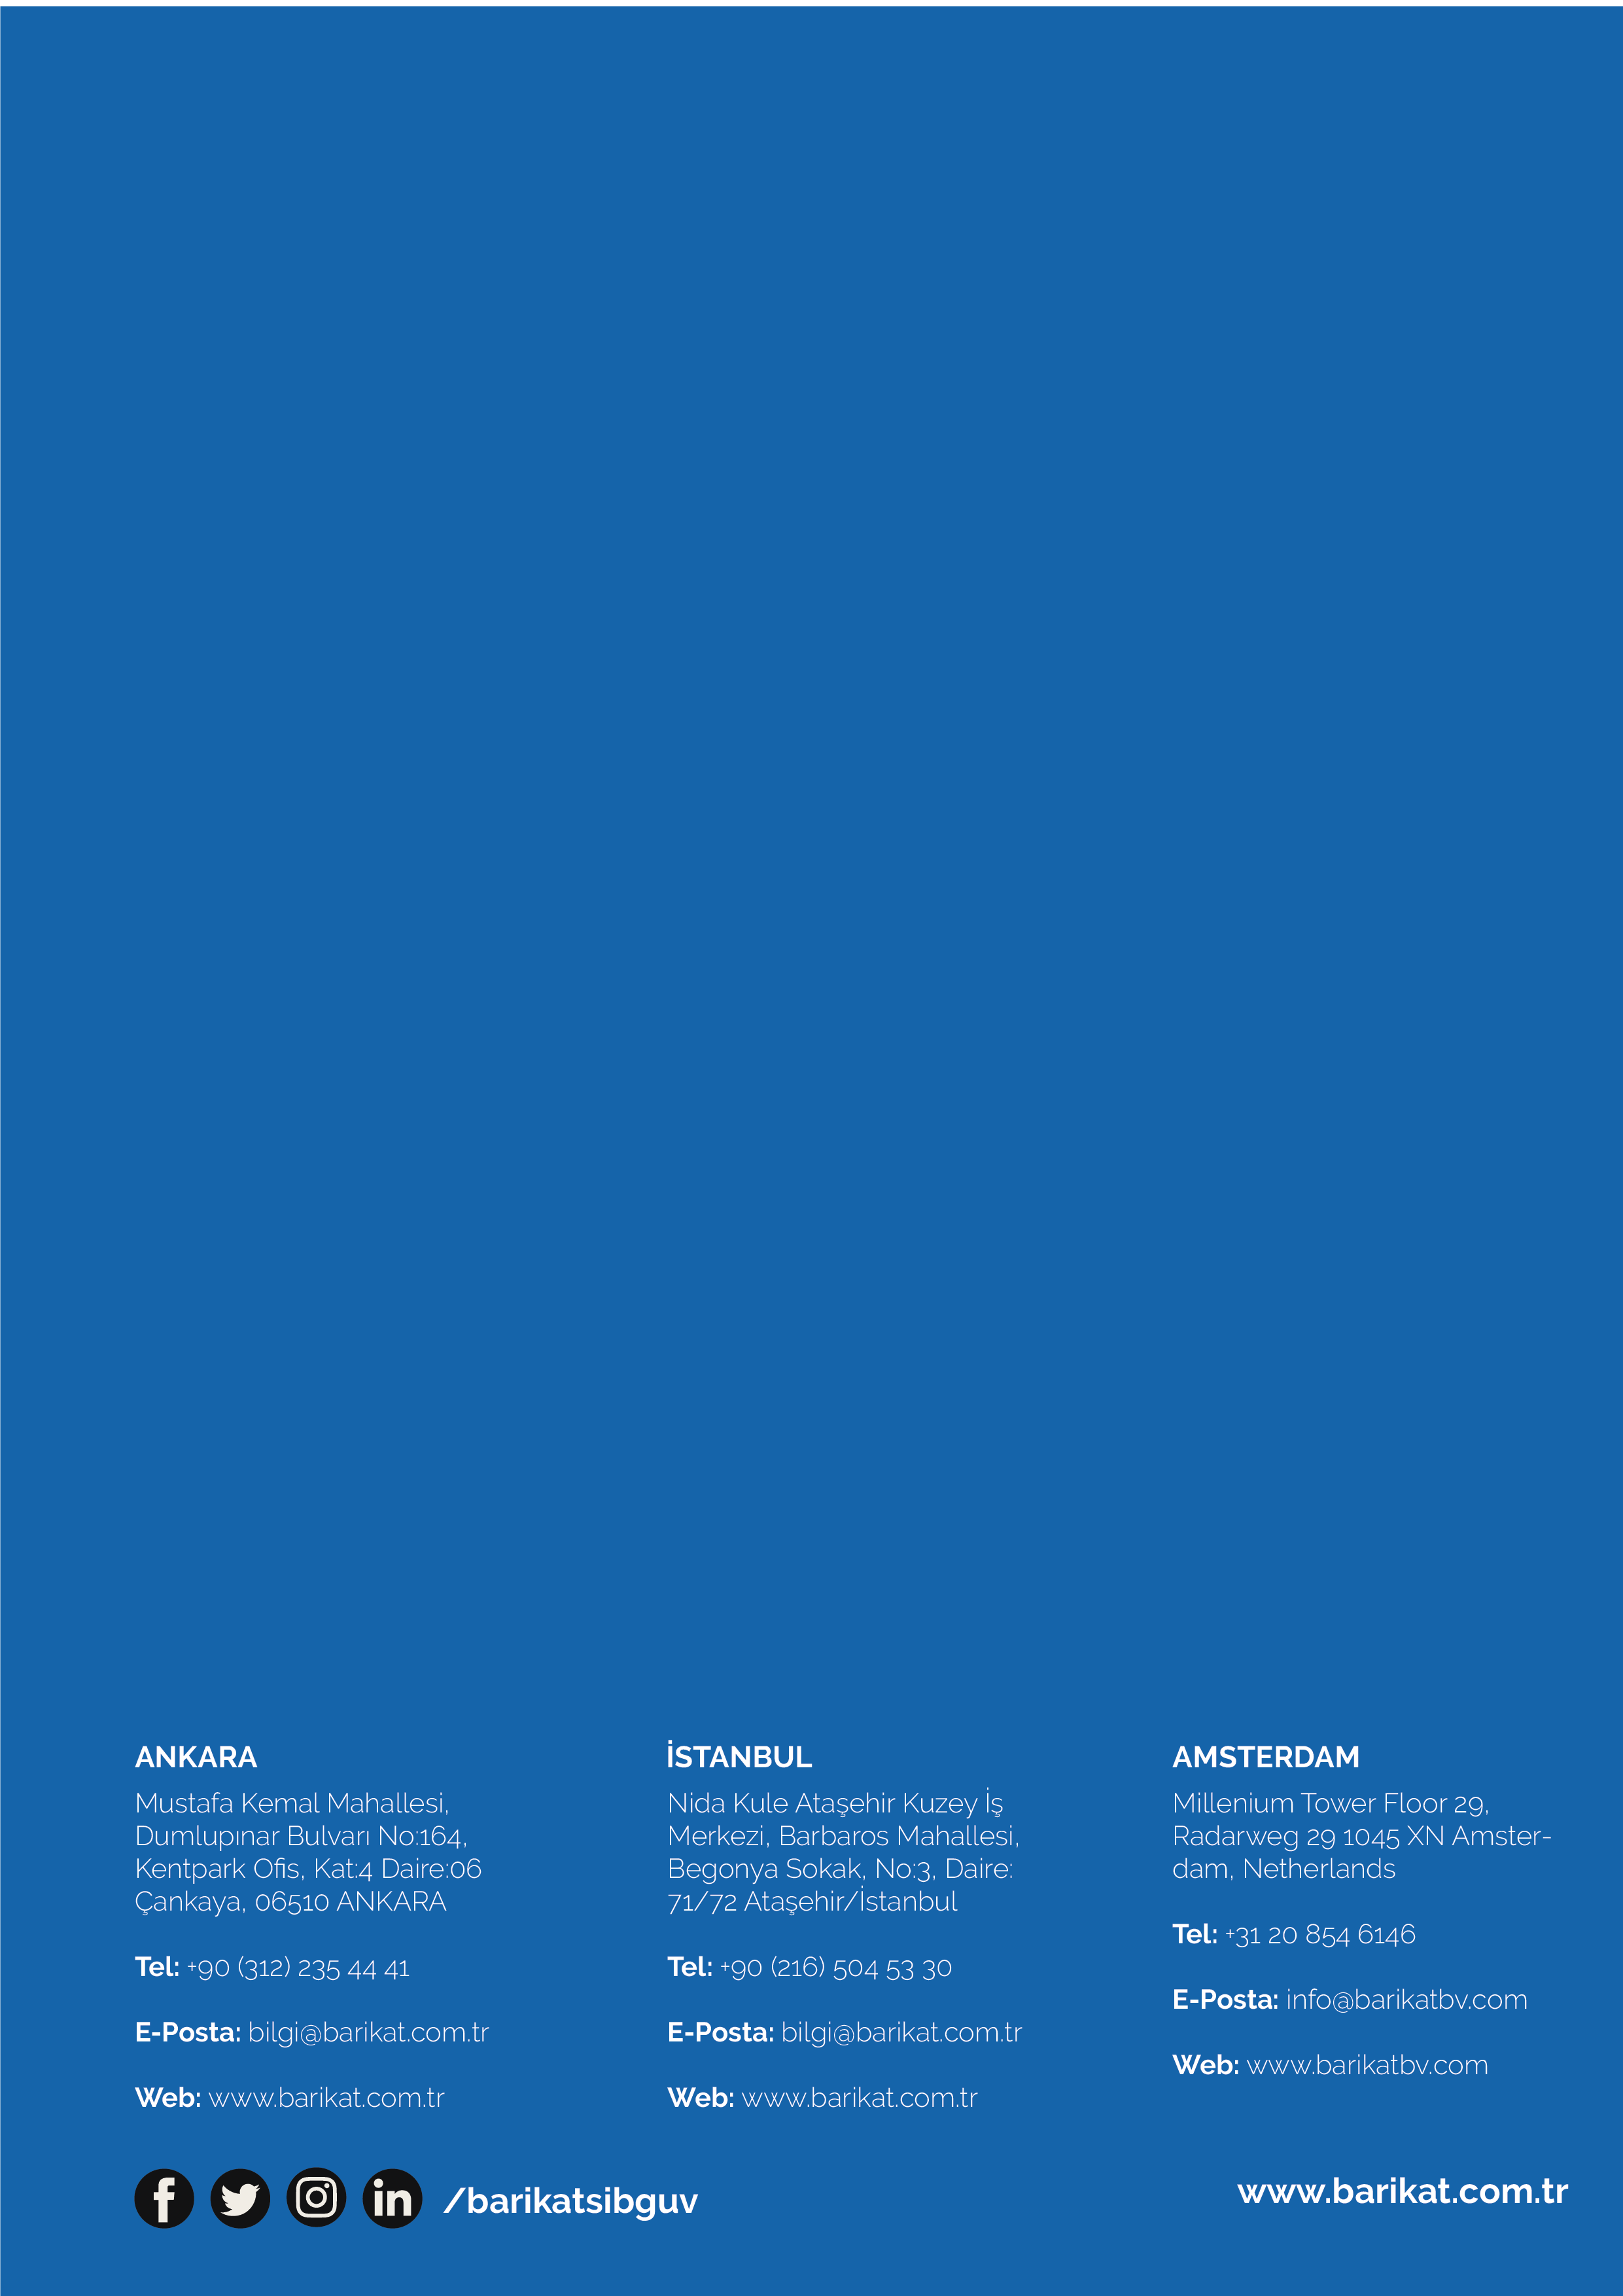 ANKARA
Mustafa Kemal Mahallesi,
Dumlupınar Bulvarı No:164,
Kentpark Ofis, Kat:4 Daire:06
Çankaya, 06510 ANKARA
Tel: +90 (312) 235 44 41
E-Posta: bilgi@barikat.com.tr
Web: www.barikat.com.tr
İSTANBUL
Nida Kule Ataşehir Kuzey İş
Merkezi, Barbaros Mahallesi,
Begonya Sokak, No:3, Daire:
71/72 Ataşehir/İstanbul
Tel: +90 (216) 504 53 30
E-Posta: bilgi@barikat.com.tr
Web: www.barikat.com.tr
AMSTERDAM
Millenium Tower Floor 29,
Radarweg 29 1045 XN Amster-
dam, Netherlands
Tel: +31 20 854 6146
E-Posta: info@barikatbv.com
Web: www.barikatbv.com
/barikatsibguv
www.barikat.com.tr